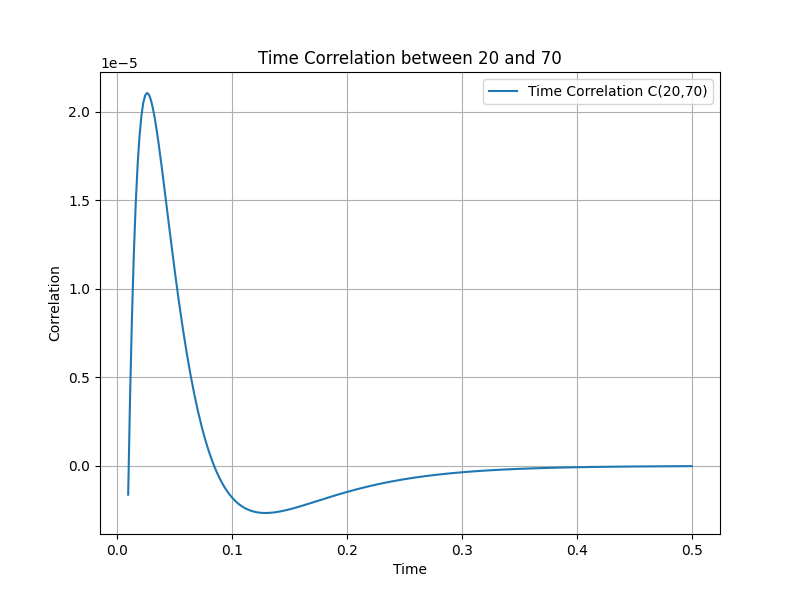 Time Correlation between 20 and 70
1e−5
Time Correlation C(20,70)
2.0
1.5
1.0
0.5
0.0
Correlation
0.0 0.1 0.2 0.3 0.4 0.5
Time